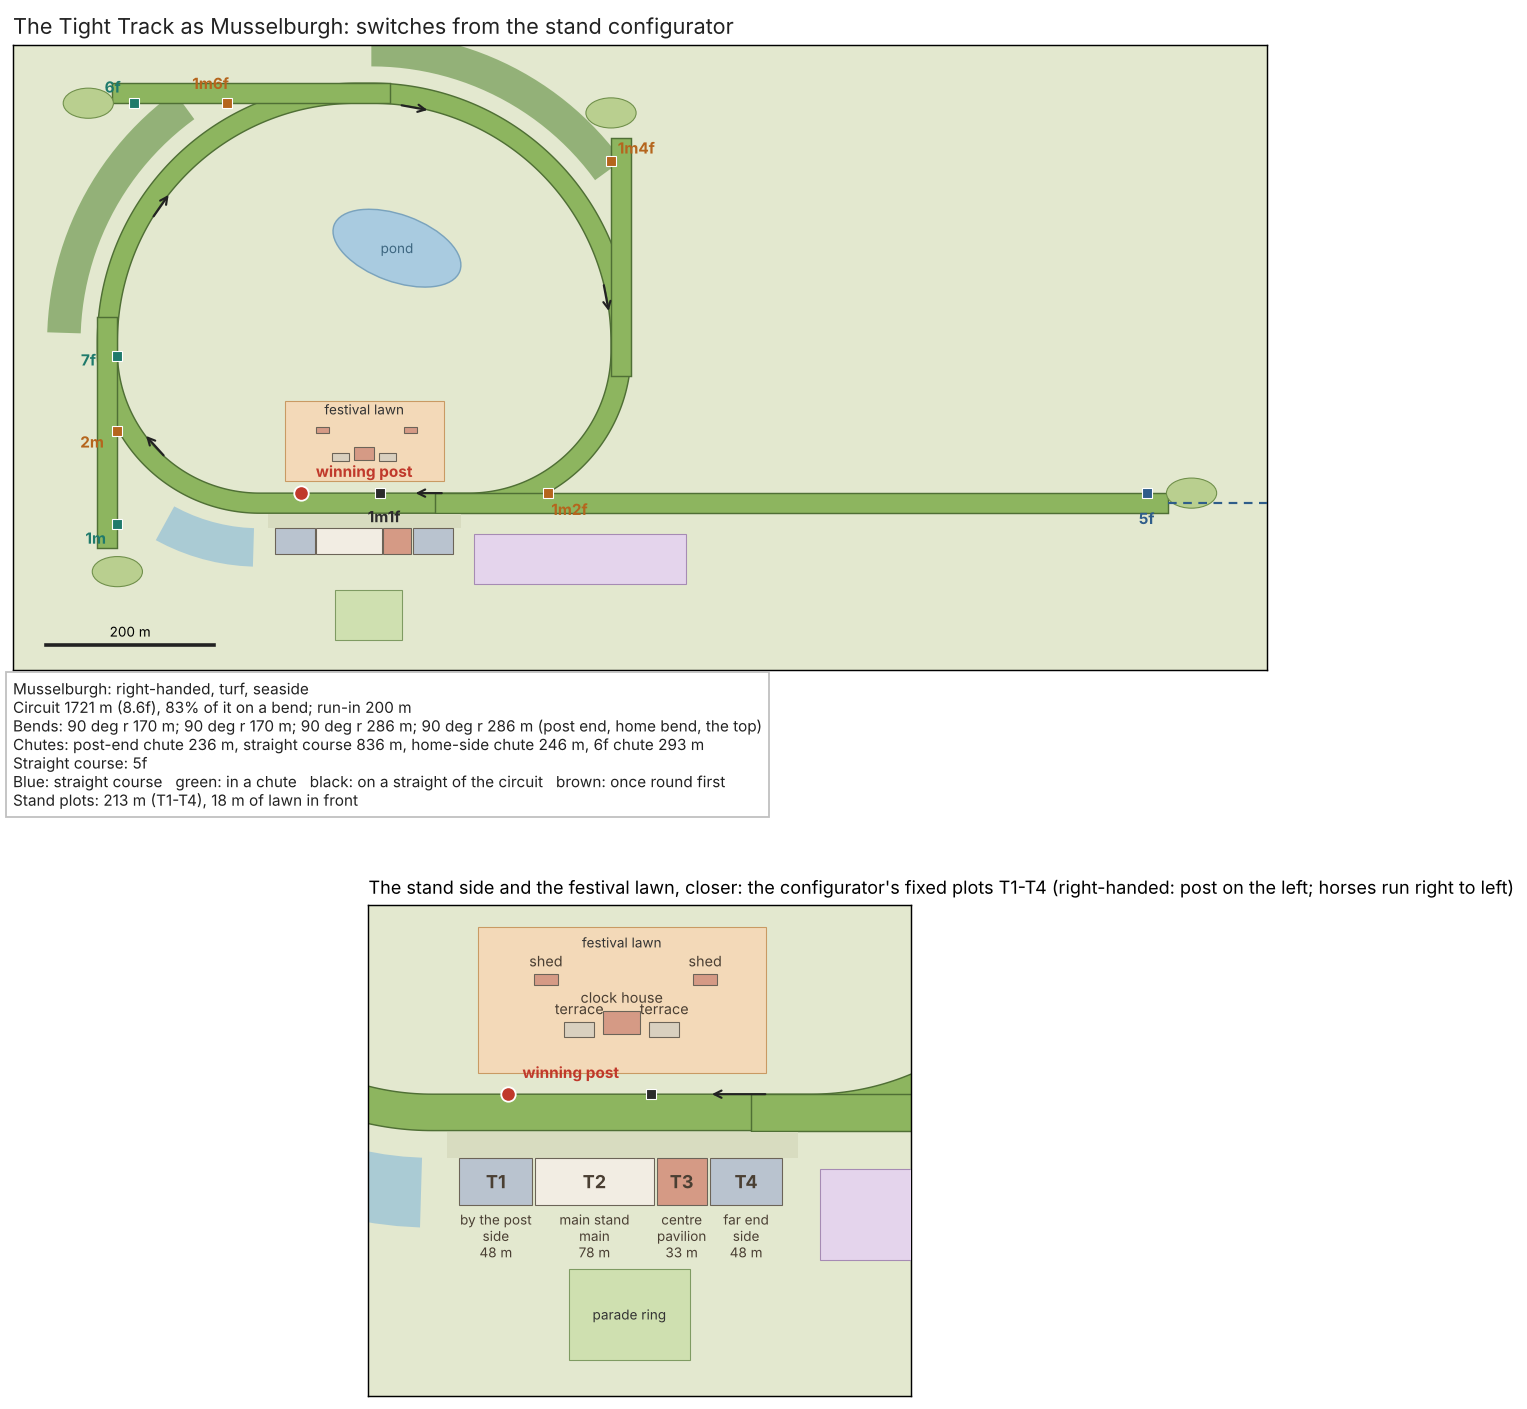 The Tight Track as Musselburgh: switches from the stand configurator
6f
1m6f
1m4f
pond
7f
festival lawn
2m
winning post
1m1f
1m2f
5f
1m
200 m
Musselburgh: right-handed, turf, seaside
Circuit 1721 m (8.6f), 83% of it on a bend; run-in 200 m
Bends: 90 deg r 170 m; 90 deg r 170 m; 90 deg r 286 m; 90 deg r 286 m (post end, home bend, the top)
Chutes: post-end chute 236 m, straight course 836 m, home-side chute 246 m, 6f chute 293 m
Straight course: 5f
Blue: straight course green: in a chute black: on a straight of the circuit brown: once round first
Stand plots: 213 m (T1-T4), 18 m of lawn in front
The stand side and the festival lawn, closer: the configurator's fixed plots T1-T4 (right-handed: post on the left; horses run right to left)
festival lawn
shed shed
clock house
terrace terrace
winning post
T1 T2 T3 T4
by the post main stand centre far end
side main pavilion side
48 m 78 m 33 m 48 m
parade ring